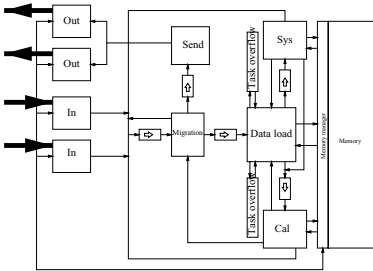 Out
Send
Sys
Task overflow
Out
In
Migration
Data load
Memory manager
Memory
In
Task overflow
Cal